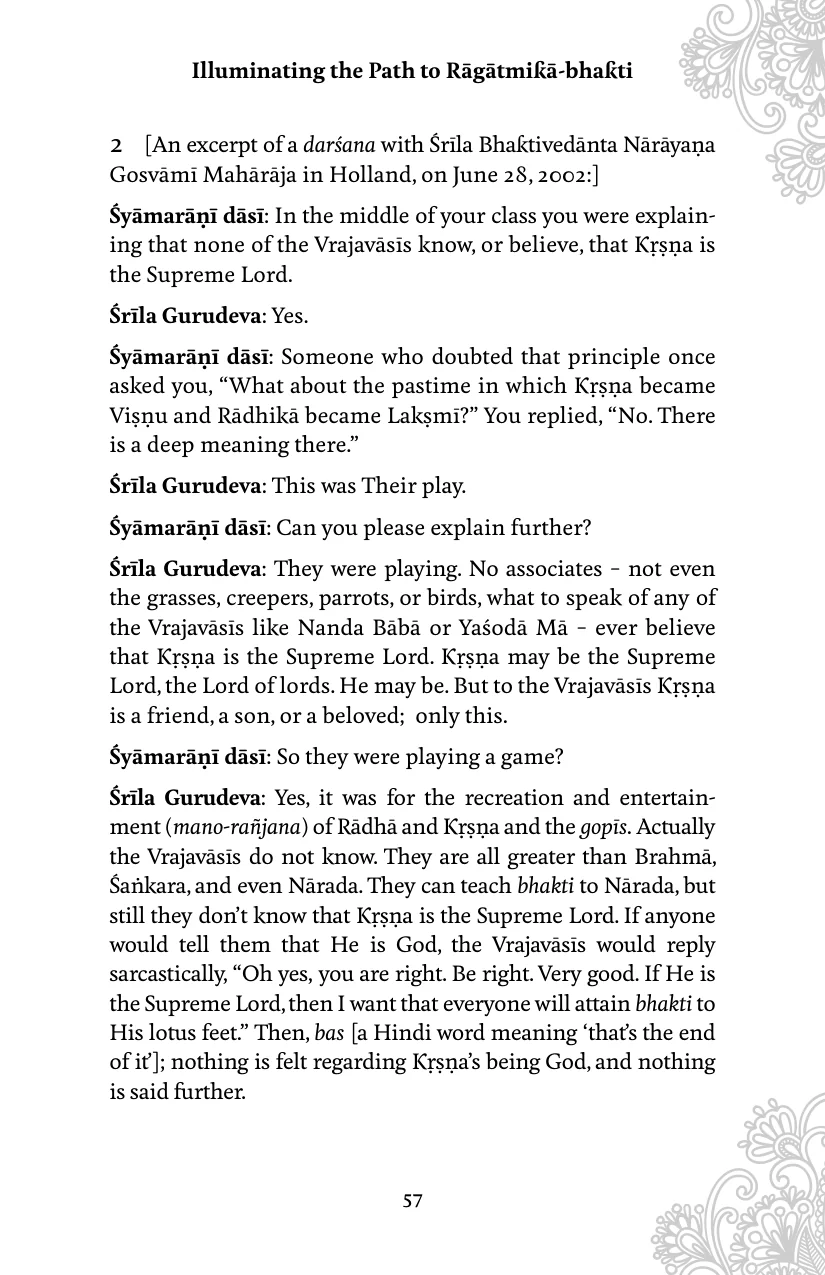 Illuminating the Path to Rāgātmikā-bhakti
2 [An excerpt of a darśana with Śrīla Bhaktivedānta Nārāyaṇa
Gosvāmī Mahārāja in Holland, on June 28, 2002:]
Śyāmarāṇī dāsī: In the middle of your class you were explain-
ing that none of the Vrajavāsīs know, or believe, that Kṛṣṇa is
the Supreme Lord.
Śrīla Gurudeva: Yes.
Śyāmarāṇī dāsī: Someone who doubted that principle once
asked you, “What about the pastime in which Kṛṣṇa became
Viṣṇu and Rādhikā became Lakṣmī?” You replied, “No. There
is a deep meaning there.”
Śrīla Gurudeva: This was Their play.
Śyāmarāṇī dāsī: Can you please explain further?
Śrīla Gurudeva: They were playing. No associates – not even
the grasses, creepers, parrots, or birds, what to speak of any of
the Vrajavāsīs like Nanda Bābā or Yaśodā Mā – ever believe
that Kṛṣṇa is the Supreme Lord. Kṛṣṇa may be the Supreme
Lord, the Lord of lords. He may be. But to the Vrajavāsīs Kṛṣṇa
is a friend, a son, or a beloved; only this.
Śyāmarāṇī dāsī: So they were playing a game?
Śrīla Gurudeva: Yes, it was for the recreation and entertain-
ment (mano-rañjana) of Rādhā and Kṛṣṇa and the gopīs. Actually
the Vrajavāsīs do not know. They are all greater than Brahmā,
Śaṅkara, and even Nārada. They can teach bhakti to Nārada, but
still they don’t know that Kṛṣṇa is the Supreme Lord. If anyone
would tell them that He is God, the Vrajavāsīs would reply
sarcastically, “Oh yes, you are right. Be right. Very good. If He is
the Supreme Lord, then I want that everyone will attain bhakti to
His lotus feet.” Then, bas [a Hindi word meaning ‘that’s the end
of it’]; nothing is felt regarding Kṛṣṇa’s being God, and nothing
is said further.
57